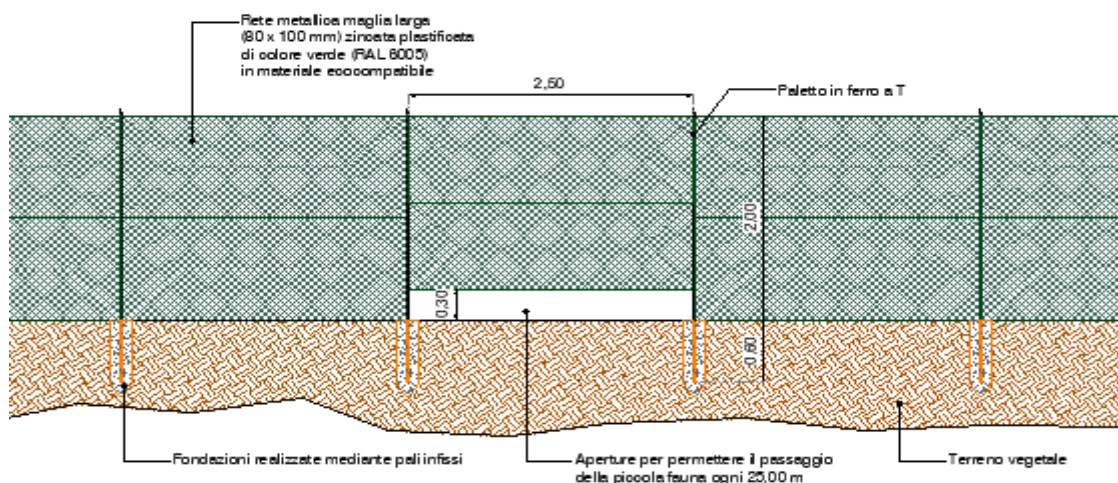 Rete metallica maglia larga
(80 x 100 mm) zincata plastificata
di colore verde (RAL 6005)
in materiale ecocompatibile
2,50
Paletto in ferro a T
2,00
0,30
0,60
Fondazioni realizzate mediante pali infissi
Aperture per permettere il passaggio
della piccola fauna ogni 25,00 m
Terreno vegetale